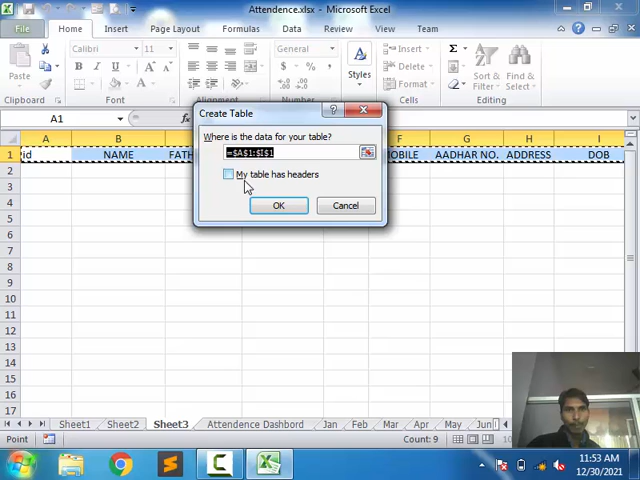 Attendence.xlsx - Microsoft Excel
File Home Insert Page Layout Formulas Data Review View Team
Paste
Clipboard
Calibri 11
B I U
Font
Alignment
General
$ % ,
Number
Styles
Insert
Delete
Format
Cells
Σ
Sort & Filter
Find & Select
Editing
A1
A B F G H I
1 id NAME FATH MOBILE AADHAR NO. ADDRESS DOB
2
3
4
5
6
7
8
9
10
11
12
13
14
15
16
17
Create Table
Where is the data for your table?
=$A$1:$I$1
My table has headers
OK Cancel
Sheet1 Sheet2 Sheet3 Attendence Dashbord Jan Feb Mar Apr May Jun
Point Count: 9
11:53 AM
12/30/2021